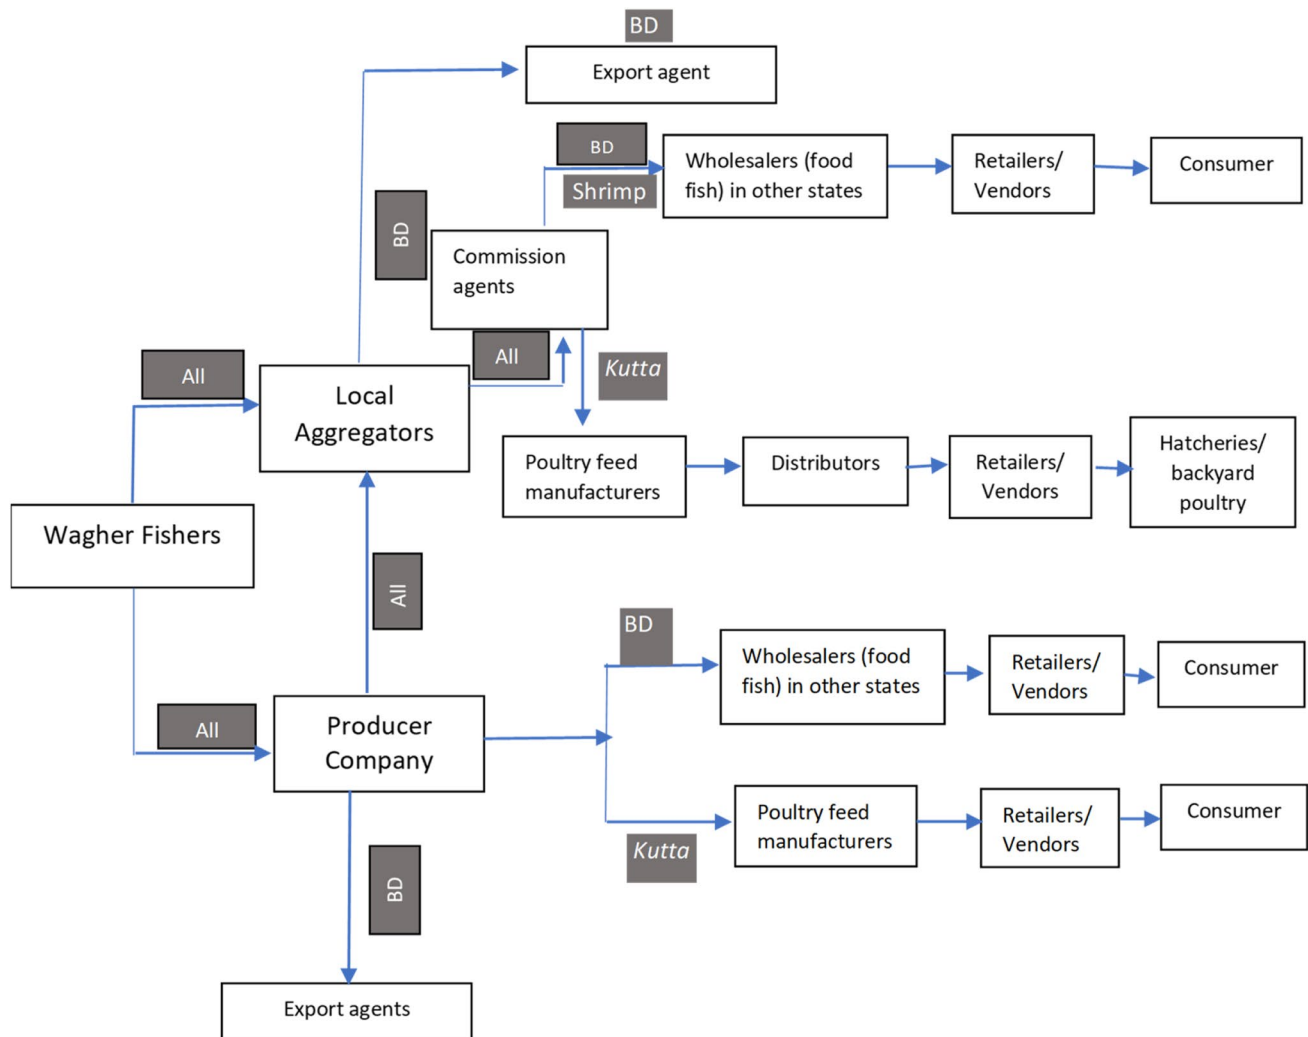 BD
Export agent
BD
Shrimp
Wholesalers (food
fish) in other states
Retailers/
Vendors
Consumer
BD
Commission
agents
All
Kutta
All
Local
Aggregators
Poultry feed
manufacturers
Distributors
Retailers/
Vendors
Hatcheries/
backyard
poultry
Wagher Fishers
All
BD
Wholesalers (food
fish) in other states
Retailers/
Vendors
Consumer
All
Producer
Company
Kutta
Poultry feed
manufacturers
Retailers/
Vendors
Consumer
BD
Export agents